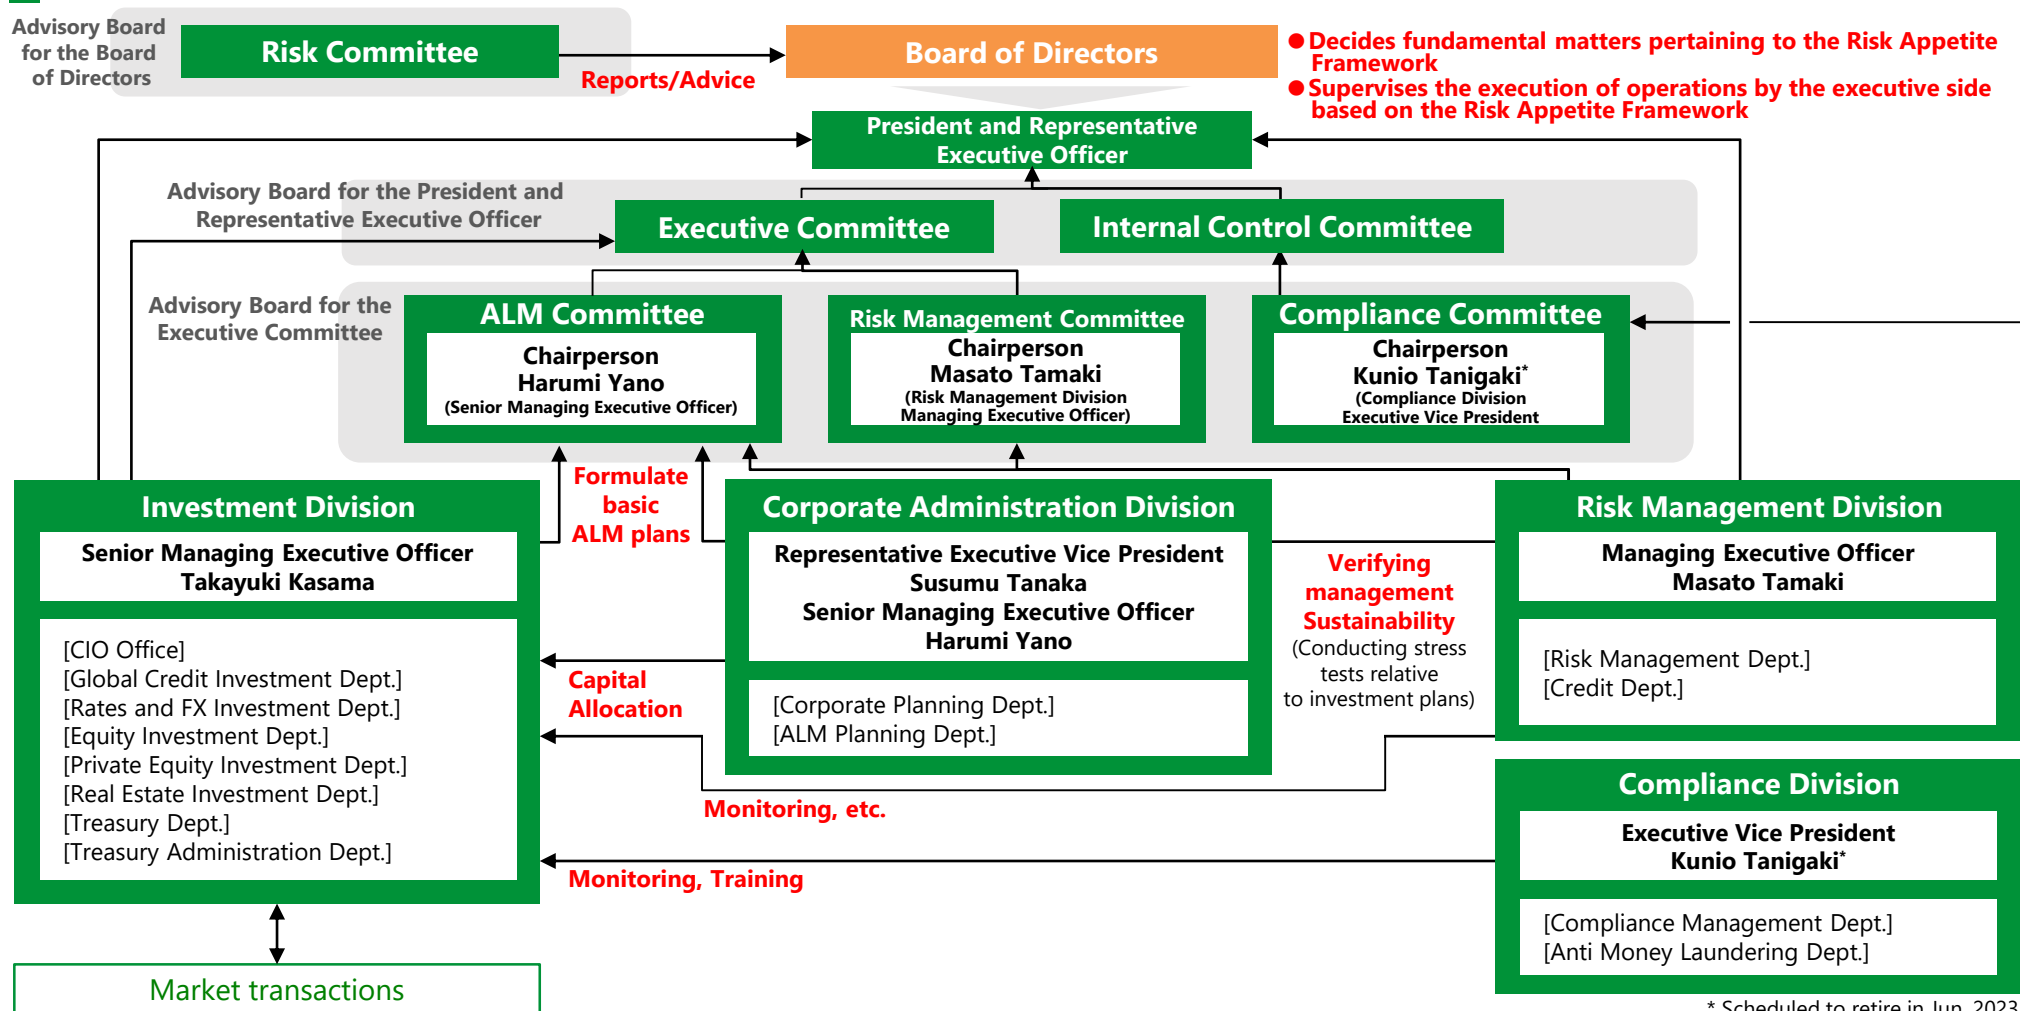 Advisory Board
for the Board
of Directors
Risk Committee
Reports/Advice
Board of Directors
● Decides fundamental matters pertaining to the Risk Appetite
Framework
● Supervises the execution of operations by the executive side
based on the Risk Appetite Framework
President and Representative
Executive Officer
Advisory Board for the President and
Representative Executive Officer
Executive Committee
Internal Control Committee
Advisory Board for the
Executive Committee
ALM Committee
Chairperson
Harumi Yano
(Senior Managing Executive Officer)
Risk Management Committee
Chairperson
Masato Tamaki
(Risk Management Division
Managing Executive Officer)
Compliance Committee
Chairperson
Kunio Tanigaki*
(Compliance Division
Executive Vice President
Formulate
basic
ALM plans
Investment Division
Senior Managing Executive Officer
Takayuki Kasama
[CIO Office]
[Global Credit Investment Dept.]
[Rates and FX Investment Dept.]
[Equity Investment Dept.]
[Private Equity Investment Dept.]
[Real Estate Investment Dept.]
[Treasury Dept.]
[Treasury Administration Dept.]
Capital
Allocation
Corporate Administration Division
Representative Executive Vice President
Susumu Tanaka
Senior Managing Executive Officer
Harumi Yano
[Corporate Planning Dept.]
[ALM Planning Dept.]
Verifying
management
Sustainability
(Conducting stress
tests relative
to investment plans)
Risk Management Division
Managing Executive Officer
Masato Tamaki
[Risk Management Dept.]
[Credit Dept.]
Monitoring, etc.
Monitoring, Training
Compliance Division
Executive Vice President
Kunio Tanigaki*
[Compliance Management Dept.]
[Anti Money Laundering Dept.]
Market transactions
* Scheduled to retire in Jun. 2023